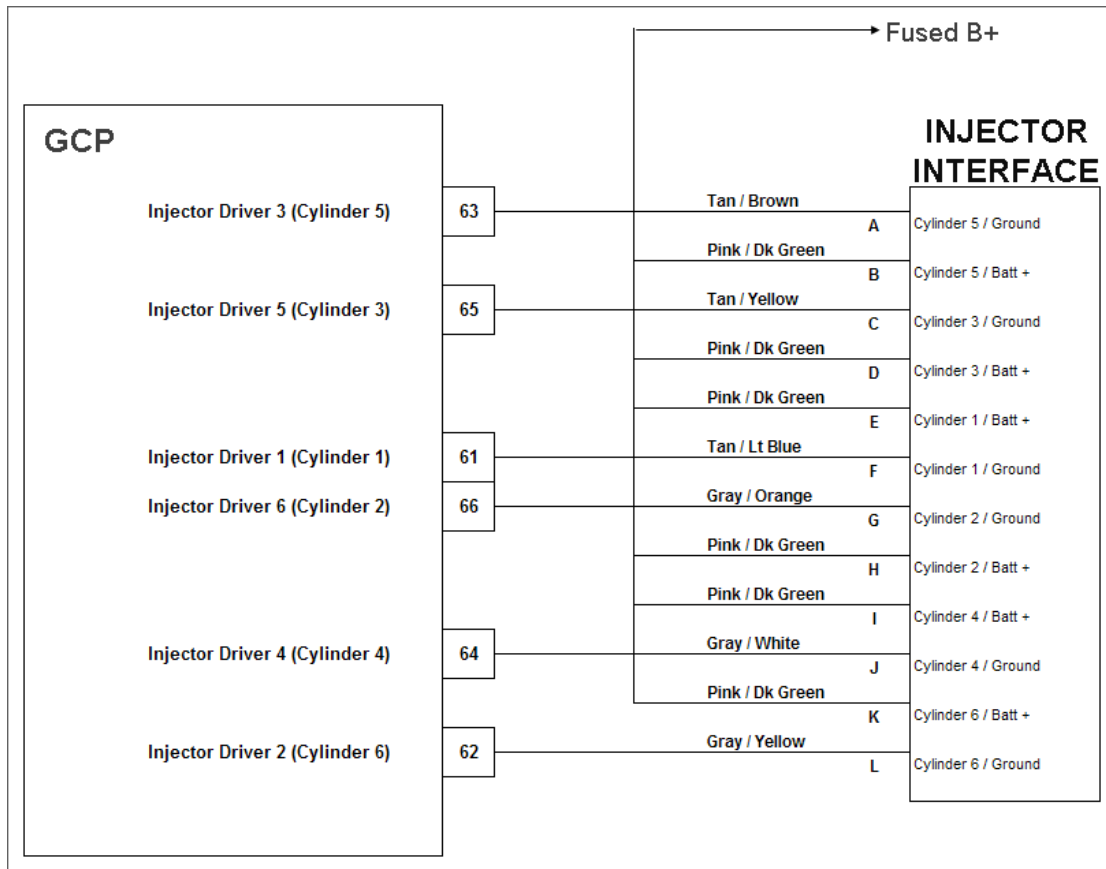 Fused B+
GCP
INJECTOR
INTERFACE
Injector Driver 3 (Cylinder 5)
63
Tan / Brown
A
Cylinder 5 / Ground
Pink / Dk Green
B
Cylinder 5 / Batt +
Injector Driver 5 (Cylinder 3)
65
Tan / Yellow
C
Cylinder 3 / Ground
Pink / Dk Green
D
Cylinder 3 / Batt +
Pink / Dk Green
E
Cylinder 1 / Batt +
Injector Driver 1 (Cylinder 1)
61
Tan / Lt Blue
F
Cylinder 1 / Ground
Injector Driver 6 (Cylinder 2)
66
Gray / Orange
G
Cylinder 2 / Ground
Pink / Dk Green
H
Cylinder 2 / Batt +
Pink / Dk Green
I
Cylinder 4 / Batt +
Injector Driver 4 (Cylinder 4)
64
Gray / White
J
Cylinder 4 / Ground
Pink / Dk Green
K
Cylinder 6 / Batt +
Injector Driver 2 (Cylinder 6)
62
Gray / Yellow
L
Cylinder 6 / Ground